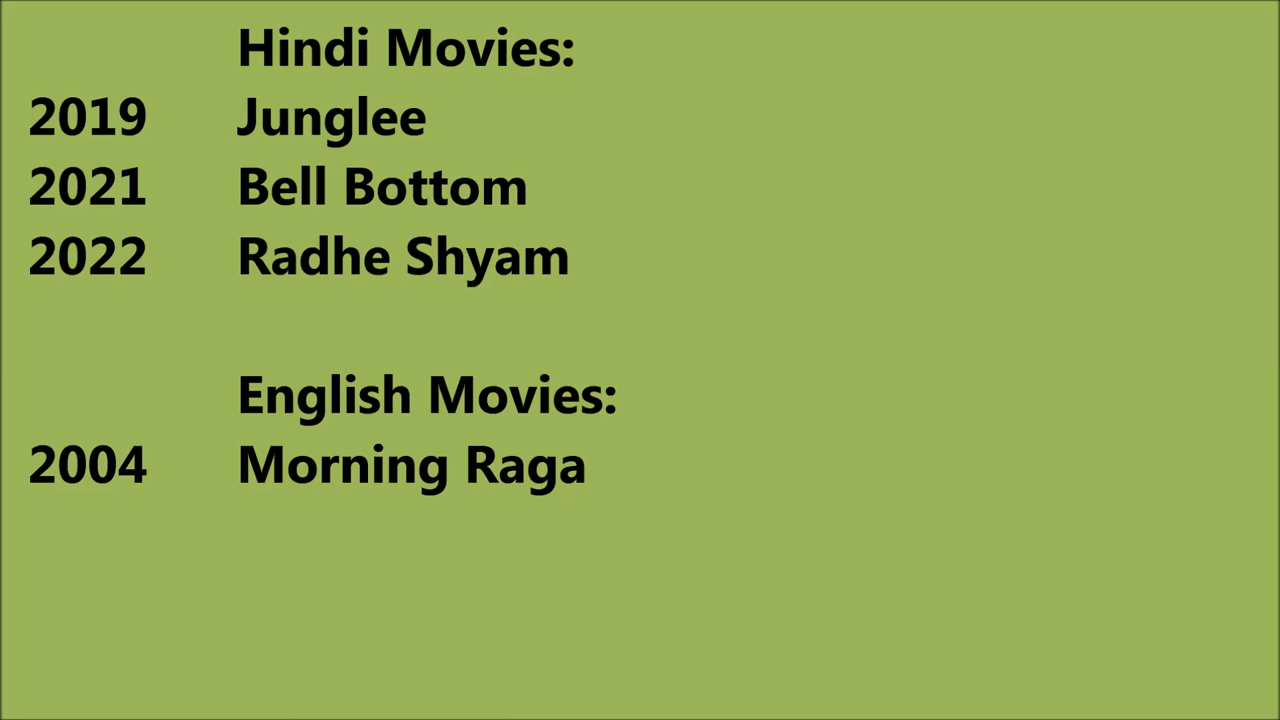 Hindi Movies:
2019 Junglee
2021 Bell Bottom
2022 Radhe Shyam
English Movies:
2004 Morning Raga